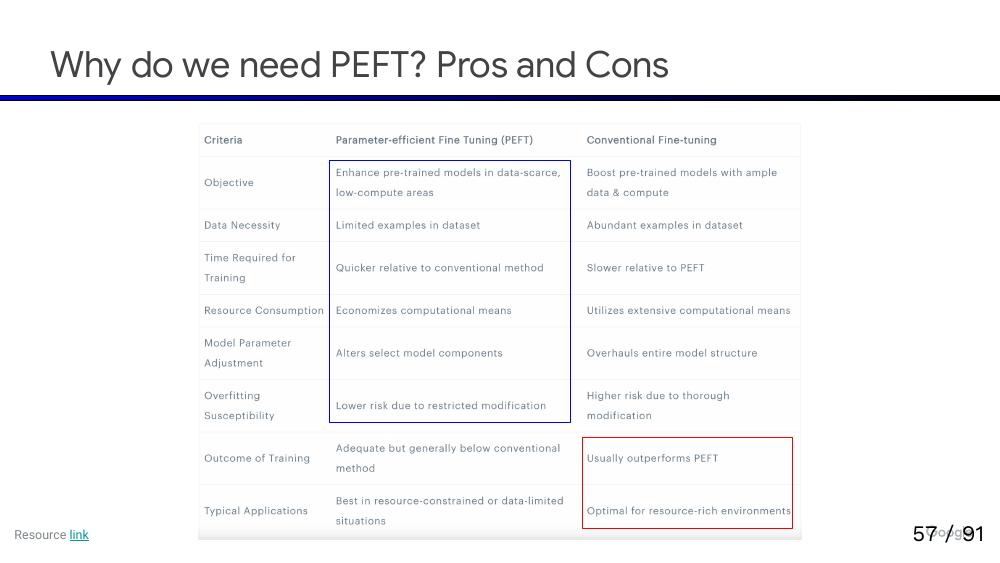 Why do we need PEFT? Pros and Cons
Criteria
Parameter-efficient Fine Tuning (PEFT)
Conventional Fine-tuning
Objective
Enhance pre-trained models in data-scarce,
low-compute areas
Boost pre-trained models with ample
data & compute
Data Necessity
Limited examples in dataset
Abundant examples in dataset
Time Required for
Training
Quicker relative to conventional method
Slower relative to PEFT
Resource Consumption
Economizes computational means
Utilizes extensive computational means
Model Parameter
Adjustment
Alters select model components
Overhauls entire model structure
Overfitting
Susceptibility
Lower risk due to restricted modification
Higher risk due to thorough
modification
Outcome of Training
Adequate but generally below conventional
method
Usually outperforms PEFT
Typical Applications
Best in resource-constrained or data-limited
situations
Optimal for resource-rich environments
Resource link
Google
57 / 91